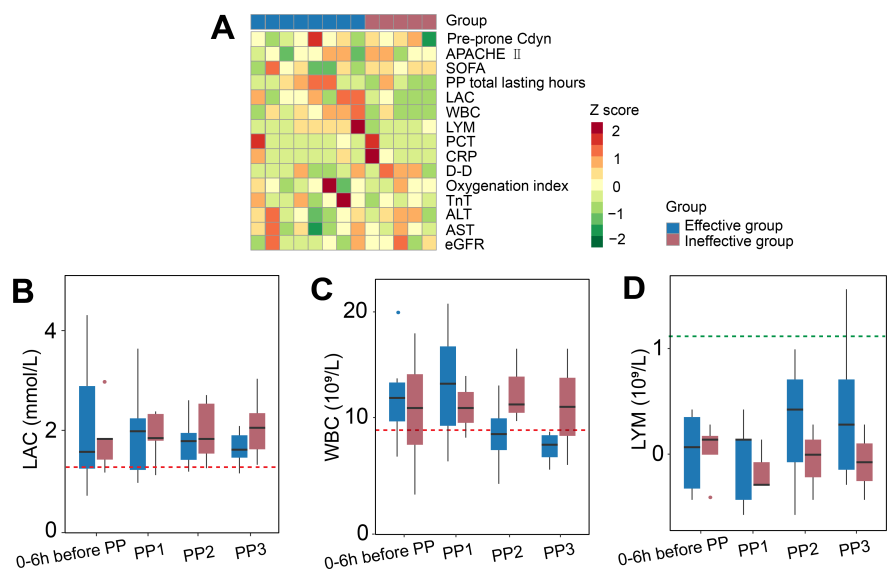 A
Group
Pre-prone Cdyn
APACHE Ⅱ
SOFA
PP total lasting hours
LAC
WBC
LYM
PCT
CRP
D-D
Oxygenation index
TnT
ALT
AST
eGFR
Z score
2
1
0
−1
−2
Group
Effective group
Ineffective group
B
LAC (mmol/L)
4
2
0
0-6h before PP PP1 PP2 PP3
C
WBC (10⁹/L)
20
10
0
0-6h before PP PP1 PP2 PP3
D
LYM (10⁹/L)
1
0
0-6h before PP PP1 PP2 PP3